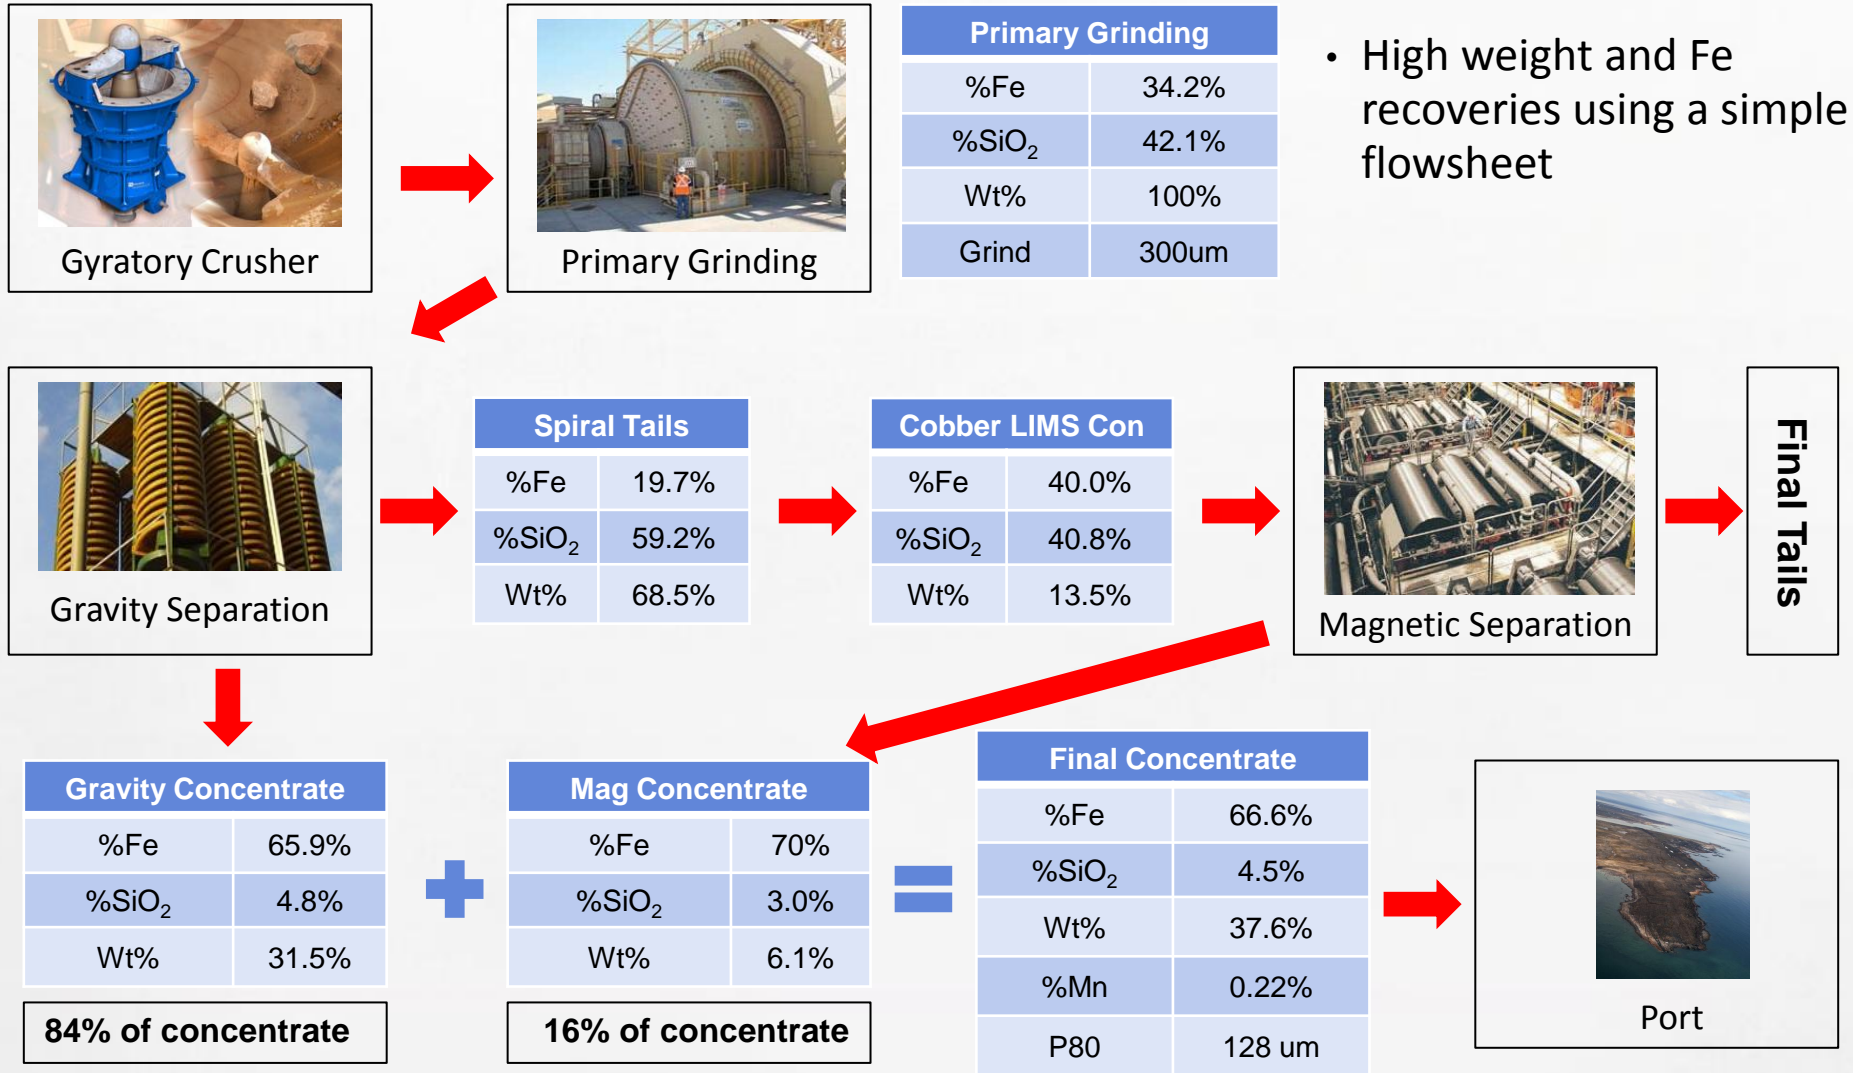 Gyratory Crusher
Primary Grinding
Primary Grinding
%Fe 34.2%
%SiO₂ 42.1%
Wt% 100%
Grind 300um
• High weight and Fe
recoveries using a simple
flowsheet
Gravity Separation
Spiral Tails
%Fe 19.7%
%SiO₂ 59.2%
Wt% 68.5%
Cobber LIMS Con
%Fe 40.0%
%SiO₂ 40.8%
Wt% 13.5%
Magnetic Separation
Final Tails
Gravity Concentrate
%Fe 65.9%
%SiO₂ 4.8%
Wt% 31.5%
84% of concentrate
Mag Concentrate
%Fe 70%
%SiO₂ 3.0%
Wt% 6.1%
16% of concentrate
Final Concentrate
%Fe 66.6%
%SiO₂ 4.5%
Wt% 37.6%
%Mn 0.22%
P80 128 um
Port